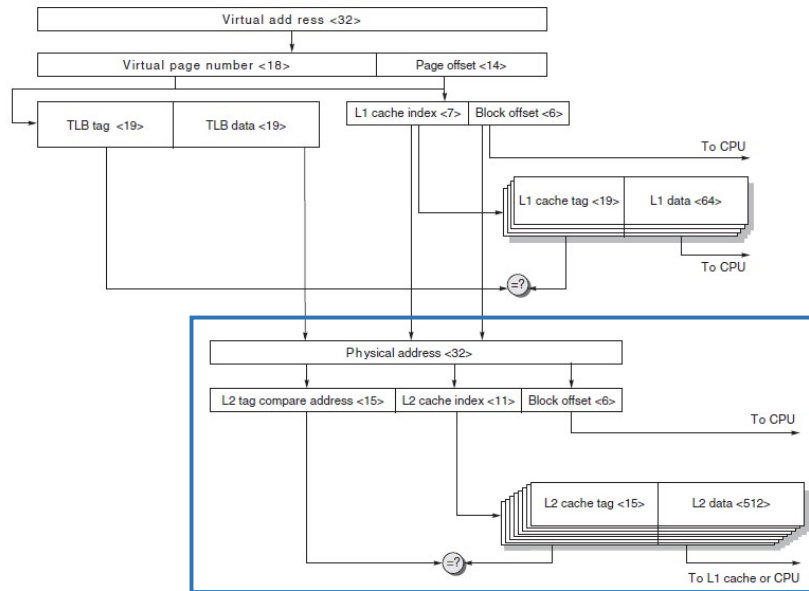 Virtual add ress <32>
Virtual page number <18> Page offset <14>
TLB tag <19> TLB data <19>
L1 cache index <7> Block offset <6>
To CPU
L1 cache tag <19> L1 data <64>
To CPU
=?
Physical address <32>
L2 tag compare address <15> L2 cache index <11> Block offset <6>
To CPU
L2 cache tag <15> L2 data <512>
=?
To L1 cache or CPU